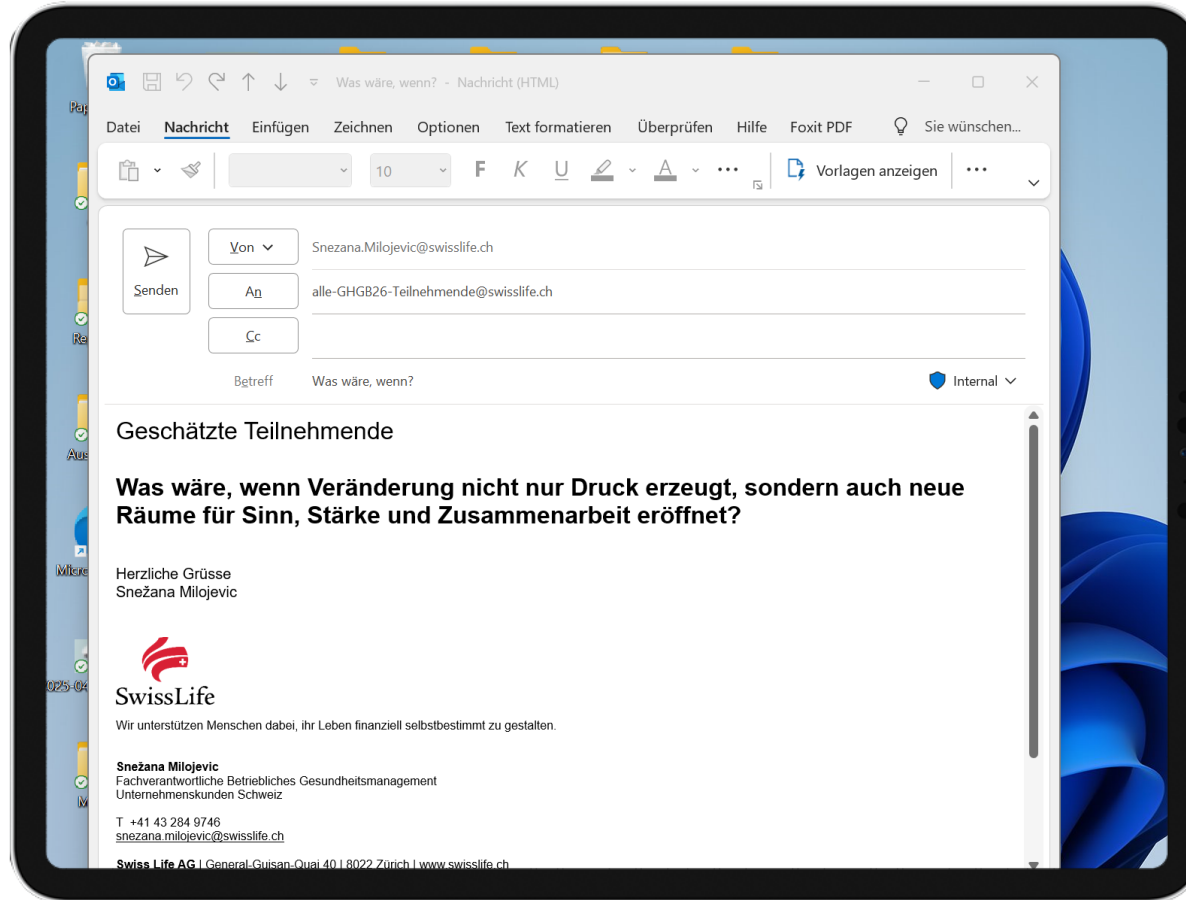 Was wäre, wenn? - Nachricht (HTML)
Datei Nachricht Einfügen Zeichnen Optionen Text formatieren Überprüfen Hilfe Foxit PDF Sie wünschen...
10 F K U A Vorlagen anzeigen
Von Snezana.Milojevic@swisslife.ch
Senden An alle-GHGB26-Teilnehmende@swisslife.ch
Cc
Betreff Was wäre, wenn? Internal
Geschätzte Teilnehmende
Was wäre, wenn Veränderung nicht nur Druck erzeugt, sondern auch neue
Räume für Sinn, Stärke und Zusammenarbeit eröffnet?
Herzliche Grüsse
Snežana Milojevic
SwissLife
Wir unterstützen Menschen dabei, ihr Leben finanziell selbstbestimmt zu gestalten.
Snežana Milojevic
Fachverantwortliche Betriebliches Gesundheitsmanagement
Unternehmenskunden Schweiz
T +41 43 284 9746
snezana.milojevic@swisslife.ch
Swiss Life AG | General-Guisan-Quai 40 | 8022 Zürich | www.swisslife.ch